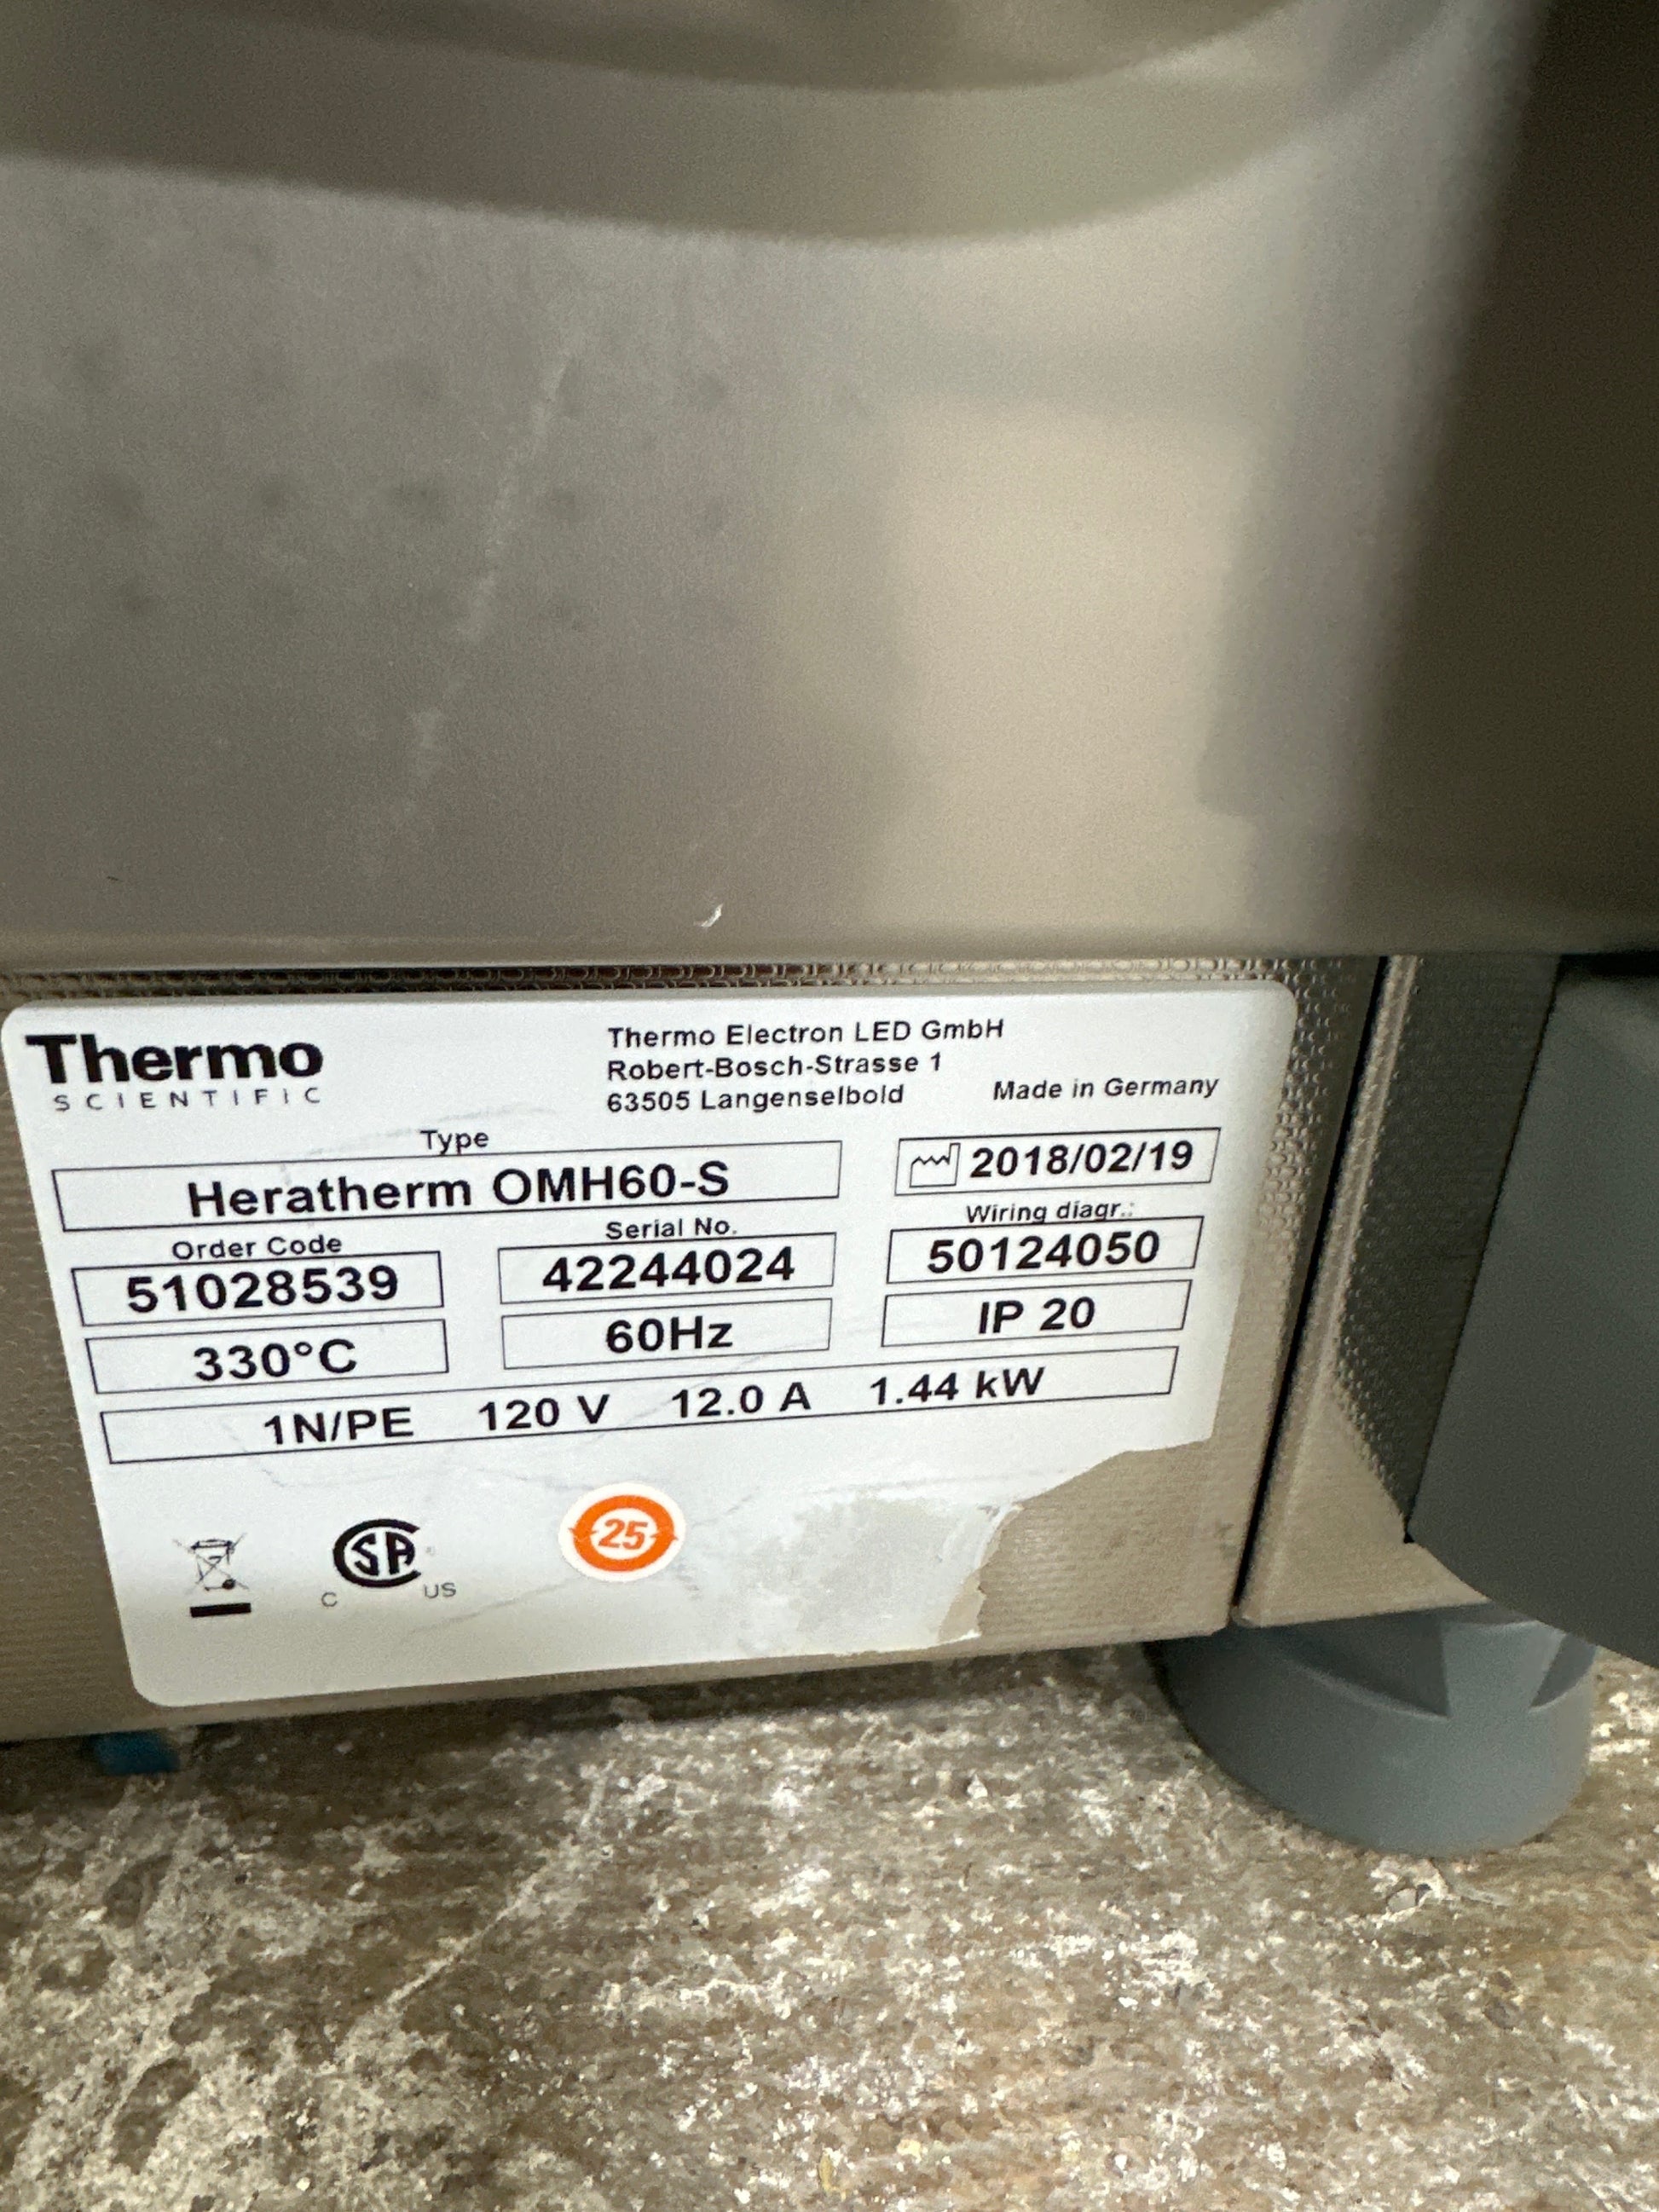 Thermo
SCIENTIFIC
Thermo Electron LED GmbH
Robert-Bosch-Strasse 1
63505 Langenselbold
Made in Germany
Type
Heratherm OMH60-S
2018/02/19
Order Code
Serial No.
Wiring diagr.:
51028539
42244024
50124050
330°C
60Hz
IP 20
1N/PE 120 V 12.0 A 1.44 kW
C SA US
25